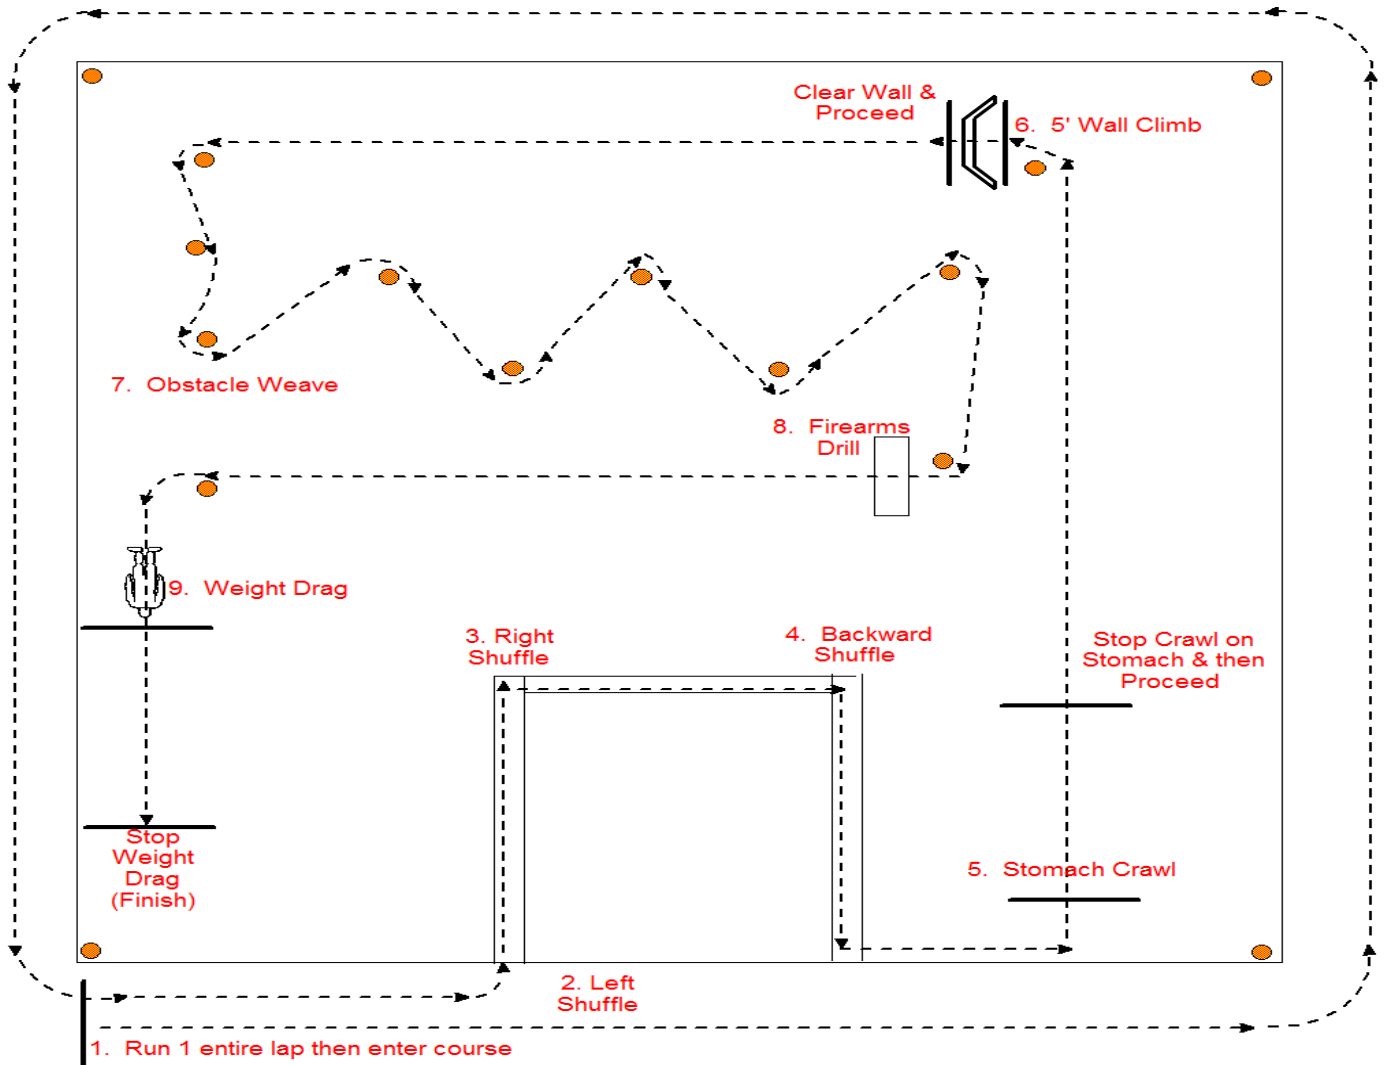 Clear Wall &
Proceed
6.  5' Wall Climb
7.  Obstacle Weave
8.  Firearms
Drill
9.  Weight Drag
3. Right
Shuffle
4.  Backward
Shuffle
Stop Crawl on
Stomach & then
Proceed
Stop
Weight
Drag
(Finish)
5.  Stomach Crawl
2. Left
Shuffle
1.  Run 1 entire lap then enter course